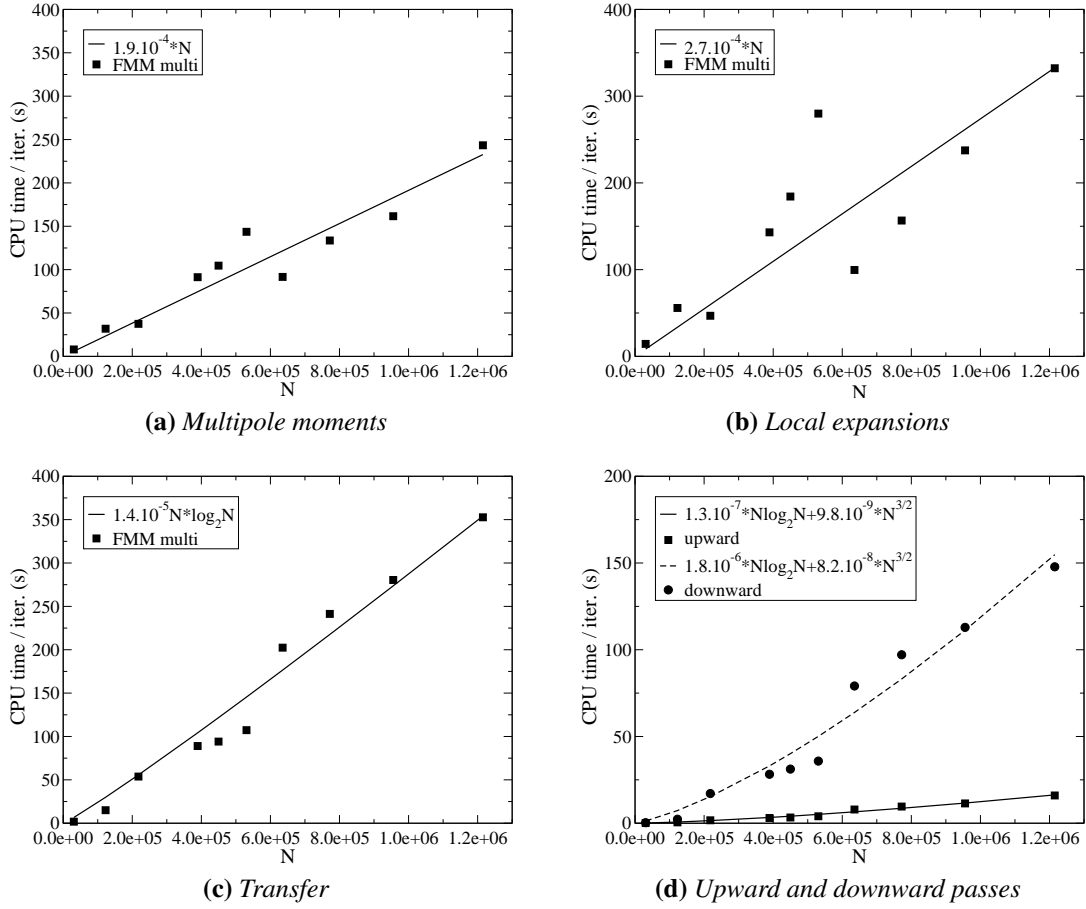 400
350
300
250
200
150
100
50
0
CPU time / iter. (s)
1.9.10⁻⁴*N
FMM multi
0.0e+00 2.0e+05 4.0e+05 6.0e+05 8.0e+05 1.0e+06 1.2e+06
N
(a) Multipole moments
400
300
200
100
0
CPU time / iter. (s)
2.7.10⁻⁴*N
FMM multi
0.0e+00 2.0e+05 4.0e+05 6.0e+05 8.0e+05 1.0e+06 1.2e+06
N
(b) Local expansions
400
350
300
250
200
150
100
50
0
CPU time / iter. (s)
1.4.10⁻⁵N*log₂N
FMM multi
0.0e+00 2.0e+05 4.0e+05 6.0e+05 8.0e+05 1.0e+06 1.2e+06
N
(c) Transfer
200
150
100
50
0
CPU time / iter. (s)
1.3.10⁻⁷*Nlog₂N+9.8.10⁻⁹*N³ᐟ²
upward
1.8.10⁻⁶*Nlog₂N+8.2.10⁻⁸*N³ᐟ²
downward
0.0e+00 2.0e+05 4.0e+05 6.0e+05 8.0e+05 1.0e+06 1.2e+06
N
(d) Upward and downward passes